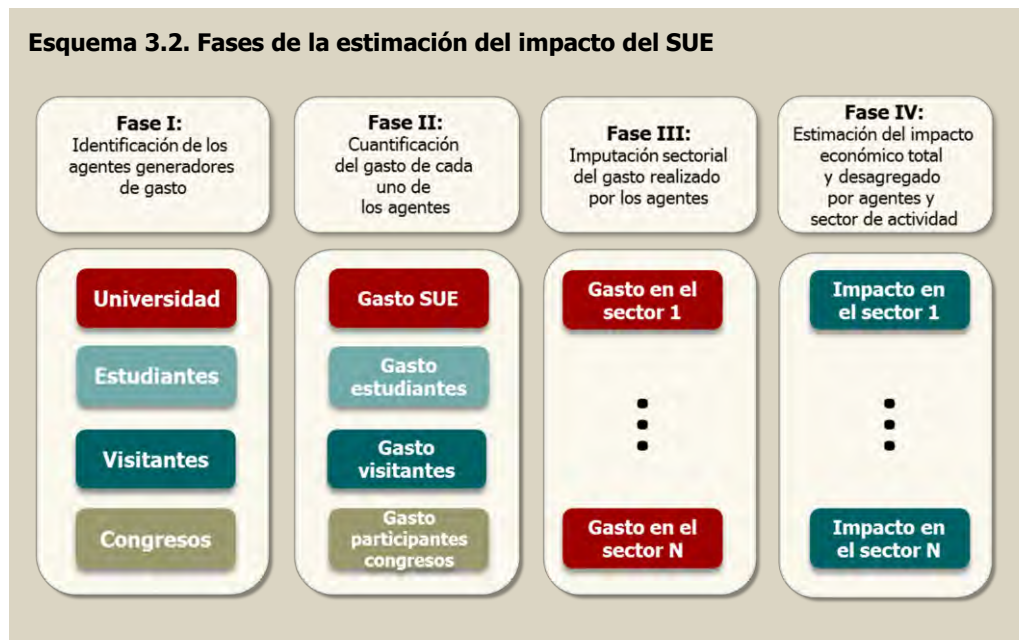 Esquema 3.2. Fases de la estimación del impacto del SUE
Fase I:
Identificación de los
agentes generadores
de gasto
Fase II:
Cuantificación
del gasto de cada
uno de
los agentes
Fase III:
Imputación sectorial
del gasto realizado
por los agentes
Fase IV:
Estimación del impacto
económico total
y desagregado
por agentes y
sector de actividad
Universidad
Estudiantes
Visitantes
Congresos
Gasto SUE
Gasto
estudiantes
Gasto
visitantes
Gasto
participantes
congresos
Gasto en el
sector 1
Gasto en el
sector N
Impacto en
el sector 1
Impacto en
el sector N